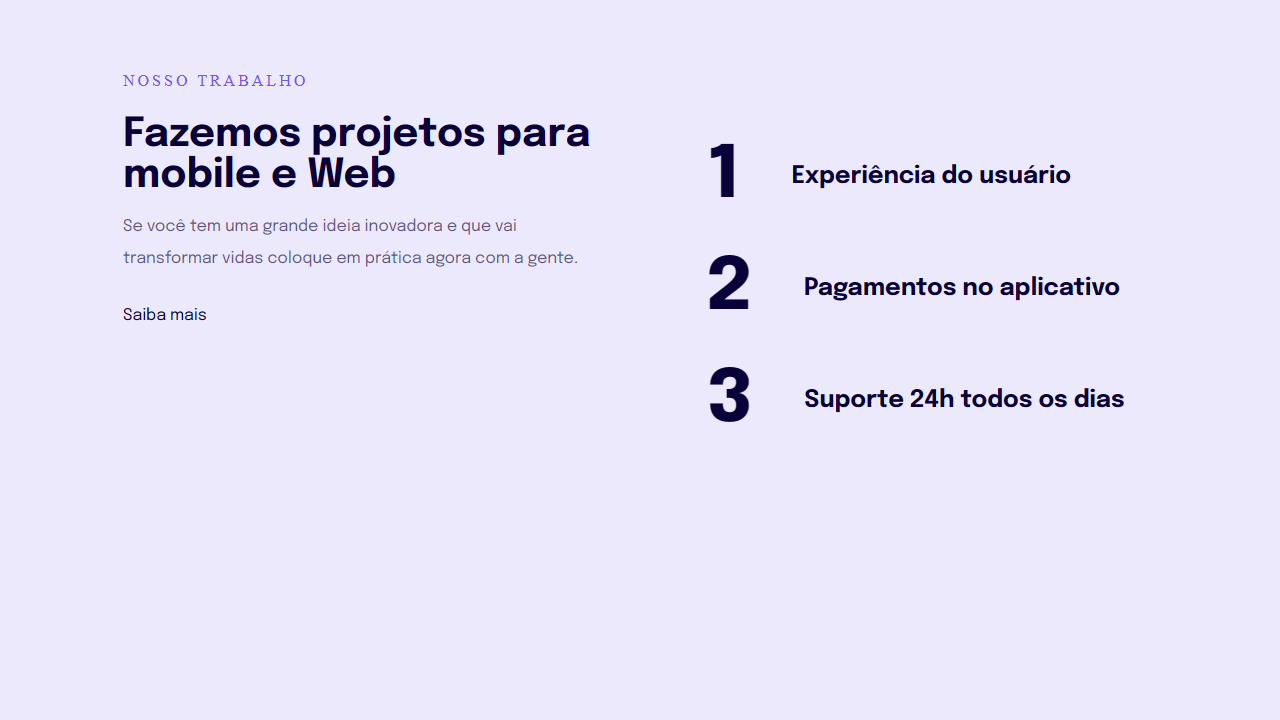 NOSSO TRABALHO
Fazemos projetos para
mobile e Web
Se você tem uma grande ideia inovadora e que vai
transformar vidas coloque em prática agora com a gente.
Saiba mais
1 Experiência do usuário
2 Pagamentos no aplicativo
3 Suporte 24h todos os dias